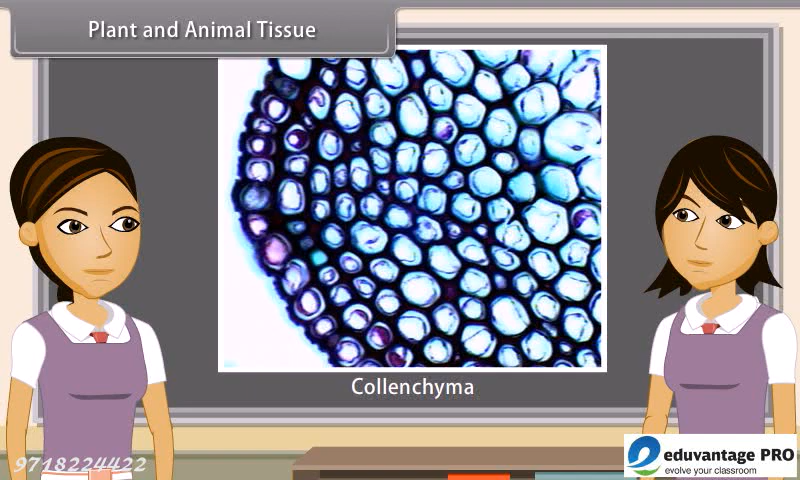 Plant and Animal Tissue
Collenchyma
9718224422
eduvantage PRO
evolve your classroom